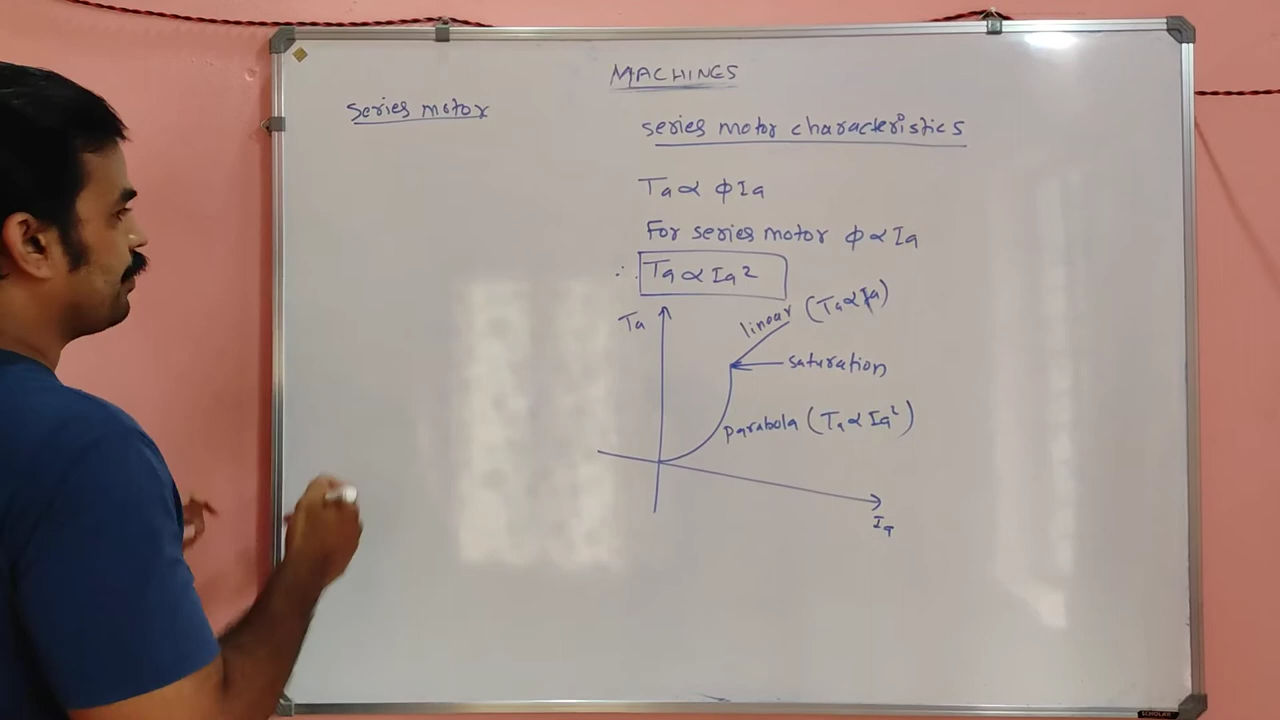 MACHINES
series motor
series motor characteristics
Ta ∝ ϕIa
For series motor ϕ ∝ Ia
∴ Ta ∝ Ia²
Ta
linear (Ta ∝ Ia)
saturation
parabola (Ta ∝ Ia²)
Ia
SCHOLAR